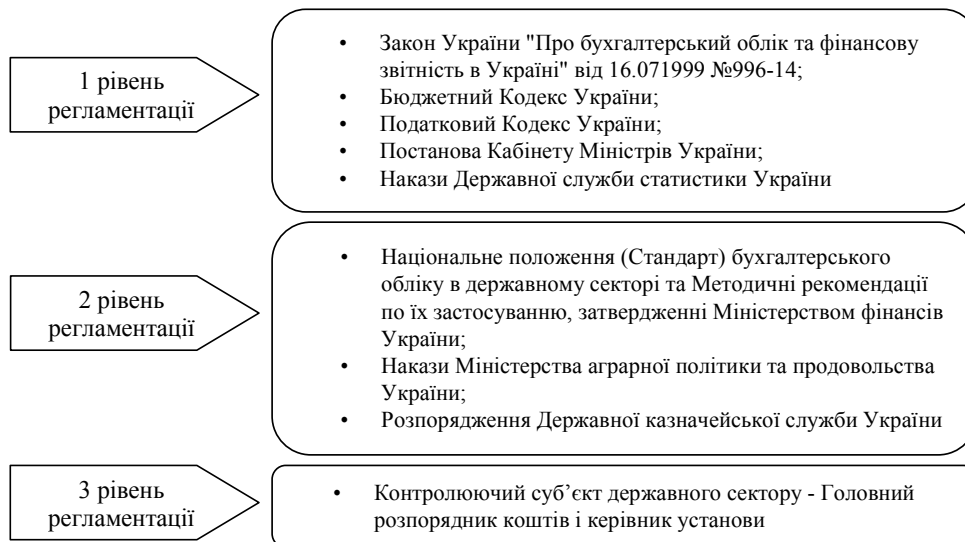 1 рівень
регламентації
• Закон України "Про бухгалтерський облік та фінансову
звітність в Україні" від 16.071999 №996-14;
• Бюджетний Кодекс України;
• Податковий Кодекс України;
• Постанова Кабінету Міністрів України;
• Накази Державної служби статистики України
2 рівень
регламентації
• Національне положення (Стандарт) бухгалтерського
обліку в державному секторі та Методичні рекомендації
по їх застосуванню, затвердженні Міністерством фінансів
України;
• Накази Міністерства аграрної політики та продовольства
України;
• Розпорядження Державної казначейської служби України
3 рівень
регламентації
• Контролюючий суб’єкт державного сектору - Головний
розпорядник коштів і керівник установи